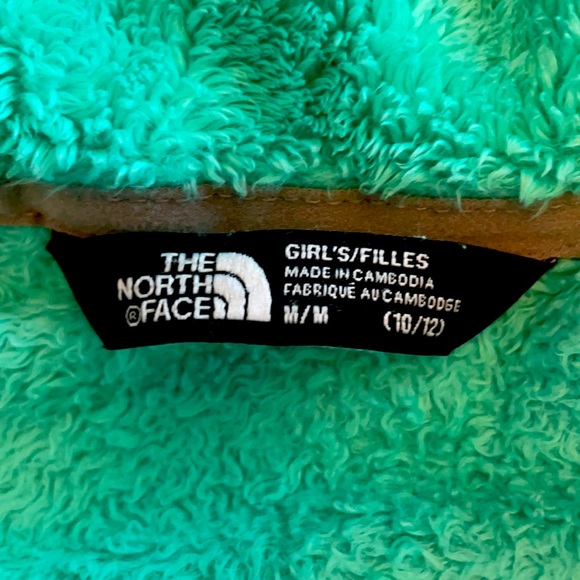 THE
NORTH
®FACE
GIRL'S/FILLES
MADE IN CAMBODIA
FABRIQUÉ AU CAMBODGE
M/M (10/12)